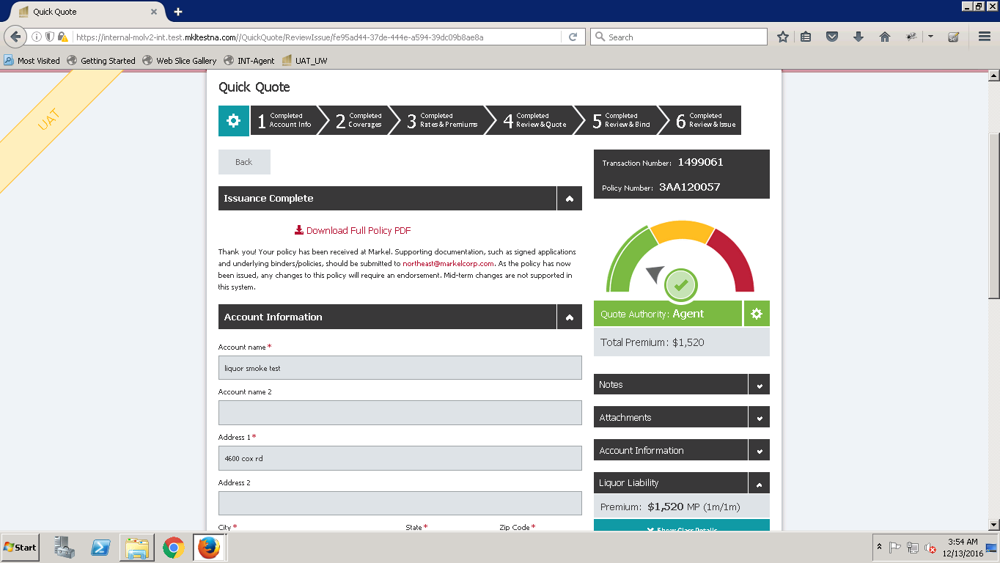 Quick Quote
https://internal-molv2-int.test.mkltestna.com//QuickQuote/ReviewIssue/fe95ad44-37de-444e-a594-39dc09b8ae8a
Search
Most Visited
Getting Started
Web Slice Gallery
INT-Agent
UAT_UW
UAT
Quick Quote
1 Completed Account Info
2 Completed Coverages
3 Completed Rates & Premiums
4 Completed Review & Quote
5 Completed Review & Bind
6 Completed Review & Issue
Back
Issuance Complete
Download Full Policy PDF
Thank you! Your policy has been received at Markel. Supporting documentation, such as signed applications
and underlying binders/policies, should be submitted to northeast@markelcorp.com. As the policy has now
been issued, any changes to this policy will require an endorsement. Mid-term changes are not supported in
this system.
Account Information
Account name *
liquor smoke test
Account name 2
Address 1 *
4600 cox rd
Address 2
City *
State *
Zip Code *
Transaction Number: 1499061
Policy Number: 3AA120057
Quote Authority: Agent
Total Premium: $1,520
Notes
Attachments
Account Information
Liquor Liability
Premium: $1,520 MP (1m/1m)
Show Class Details
Start
3:54 AM
12/13/2016